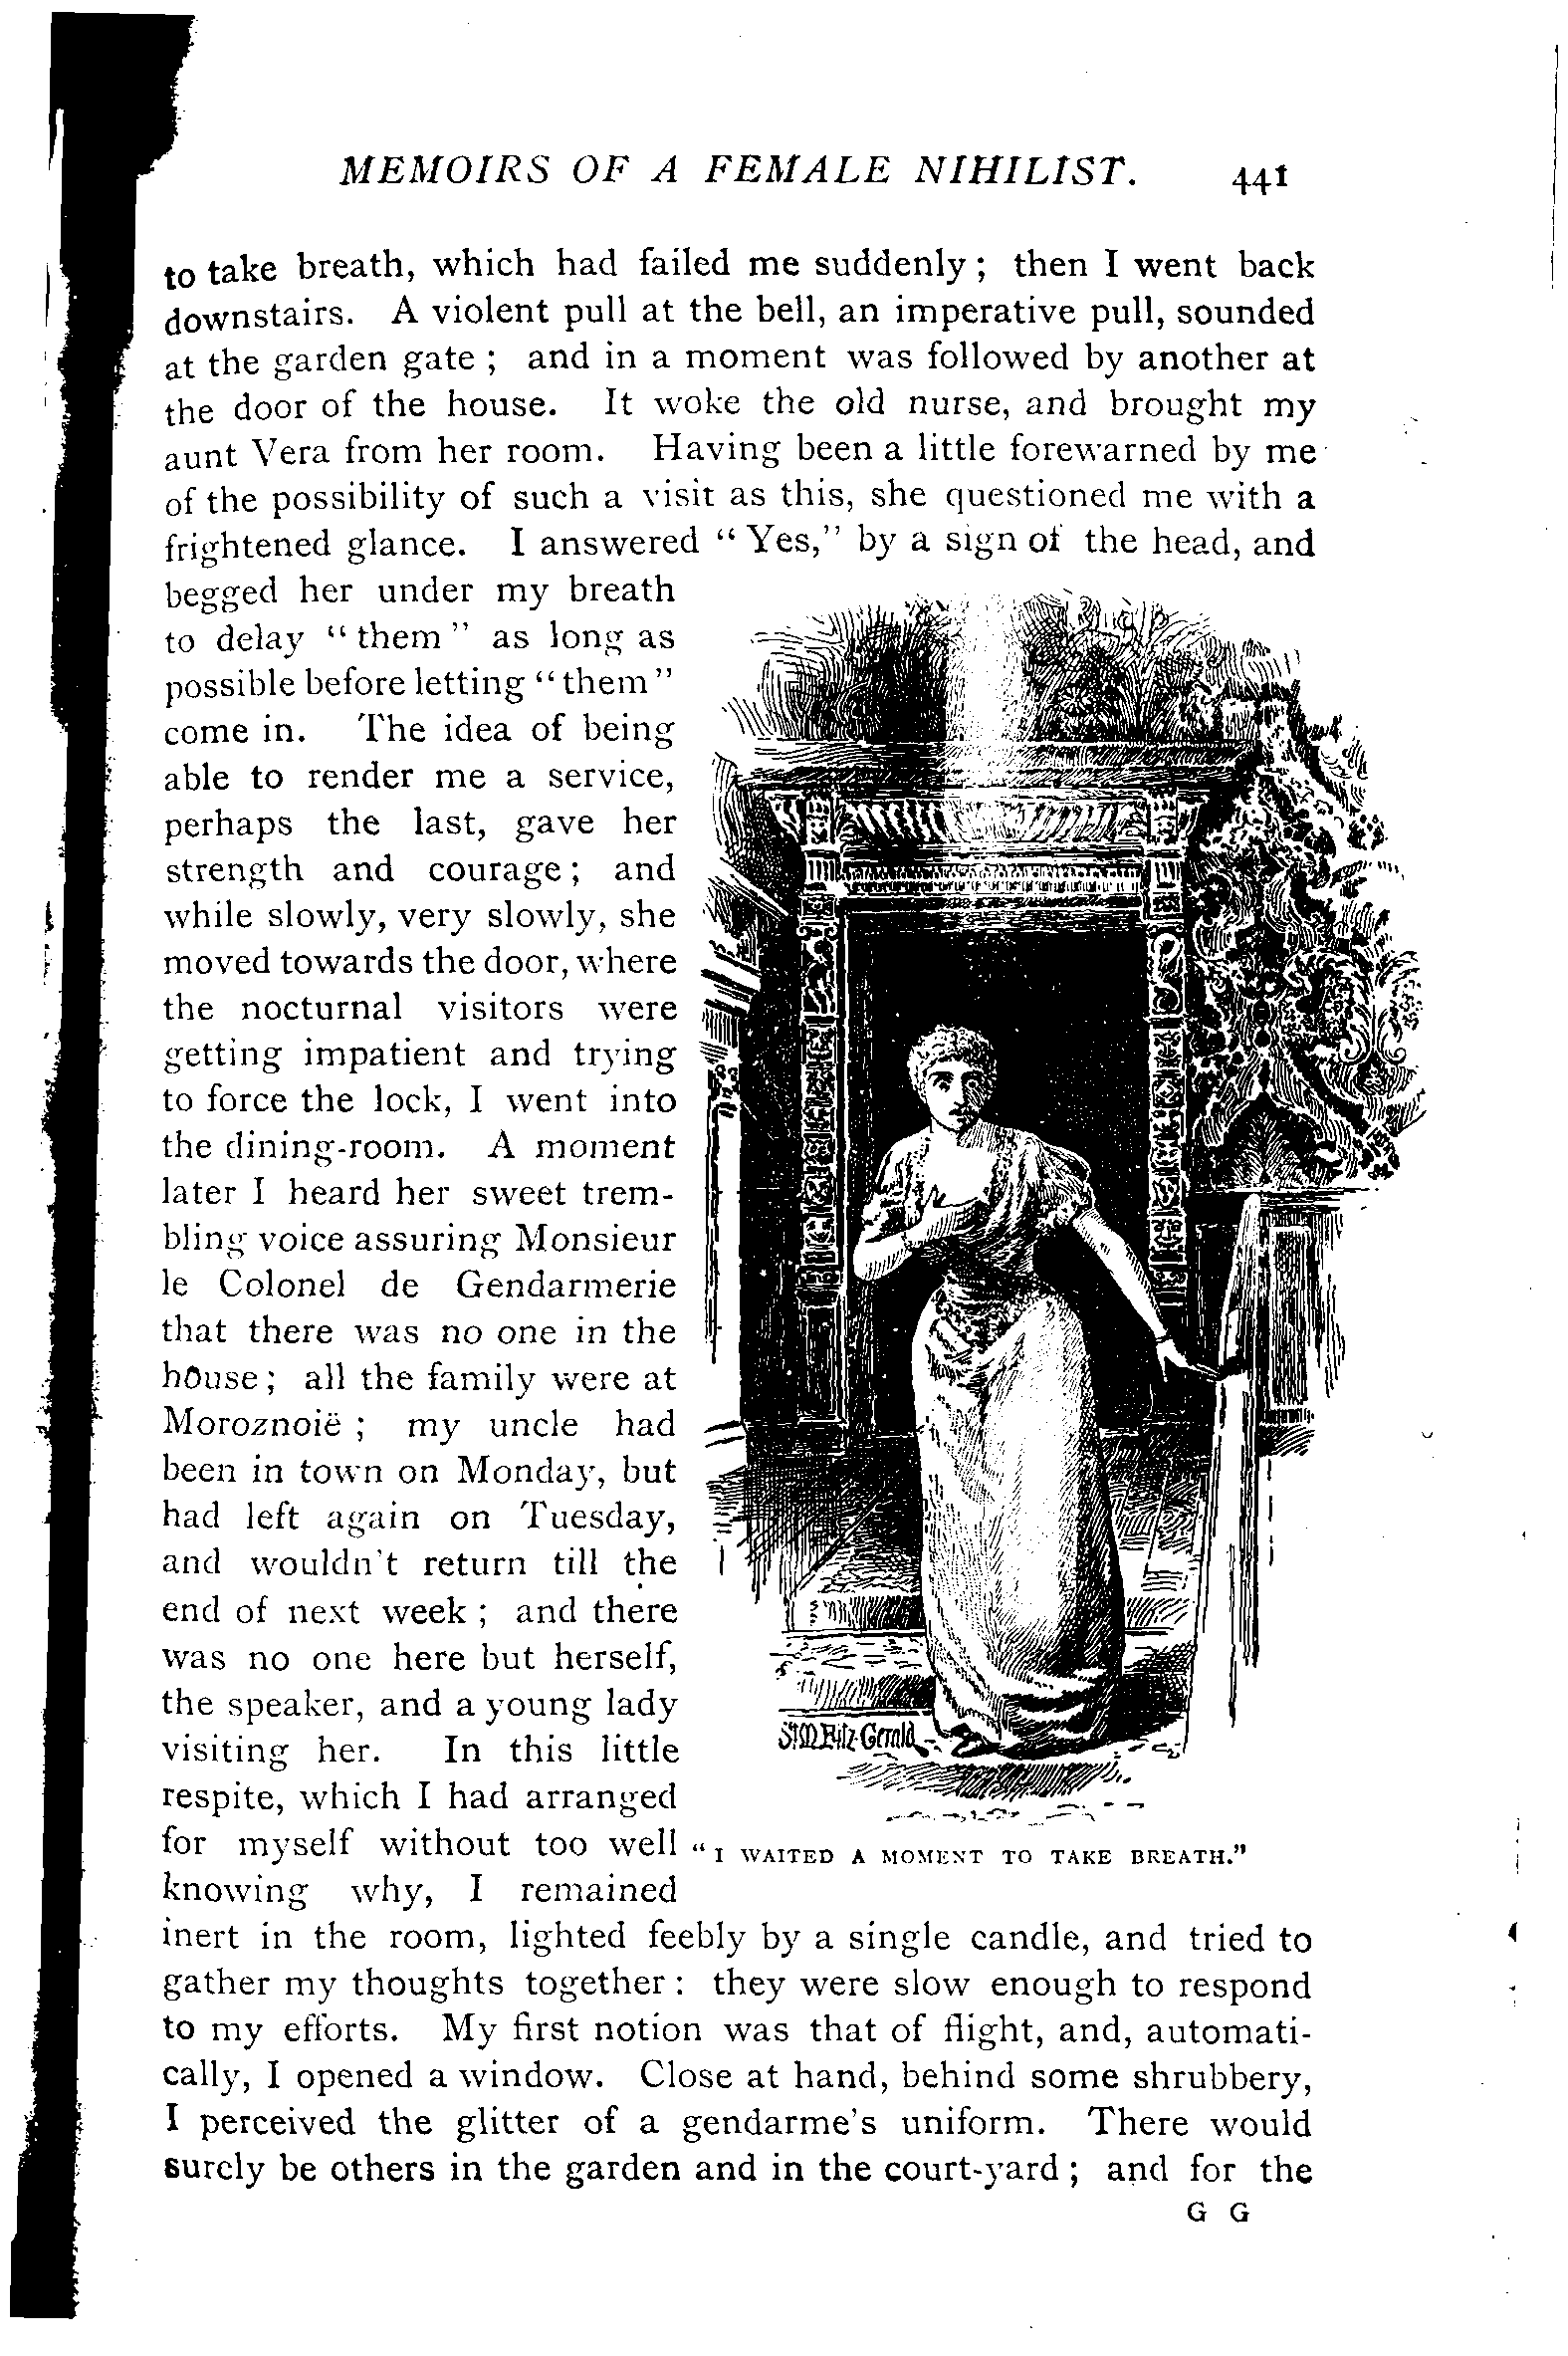 MEMOIRS OF A FEMALE NIHILIST. 441
to take breath, which had failed me suddenly; then I went back
downstairs. A violent pull at the bell, an imperative pull, sounded
at the garden gate; and in a moment was followed by another at
the door of the house. It woke the old nurse, and brought my
aunt Vera from her room. Having been a little forewarned by me
of the possibility of such a visit as this, she questioned me with a
frightened glance. I answered "Yes," by a sign of the head, and
begged her under my breath
to delay "them" as long as
possible before letting "them"
come in. The idea of being
able to render me a service,
perhaps the last, gave her
strength and courage; and
while slowly, very slowly, she
moved towards the door, where
the nocturnal visitors were
getting impatient and trying
to force the lock, I went into
the dining-room. A moment
later I heard her sweet trem-
bling voice assuring Monsieur
le Colonel de Gendarmerie
that there was no one in the
house; all the family were at
Moroznoië; my uncle had
been in town on Monday, but
had left again on Tuesday,
and wouldn't return till the
end of next week; and there
was no one here but herself,
the speaker, and a young lady
visiting her. In this little
respite, which I had arranged
for myself without too well
knowing why, I remained
St M Fitz-Gerald
"I WAITED A MOMENT TO TAKE BREATH."
inert in the room, lighted feebly by a single candle, and tried to
gather my thoughts together: they were slow enough to respond
to my efforts. My first notion was that of flight, and, automati-
cally, I opened a window. Close at hand, behind some shrubbery,
I perceived the glitter of a gendarme's uniform. There would
surely be others in the garden and in the court-yard; and for the
G G